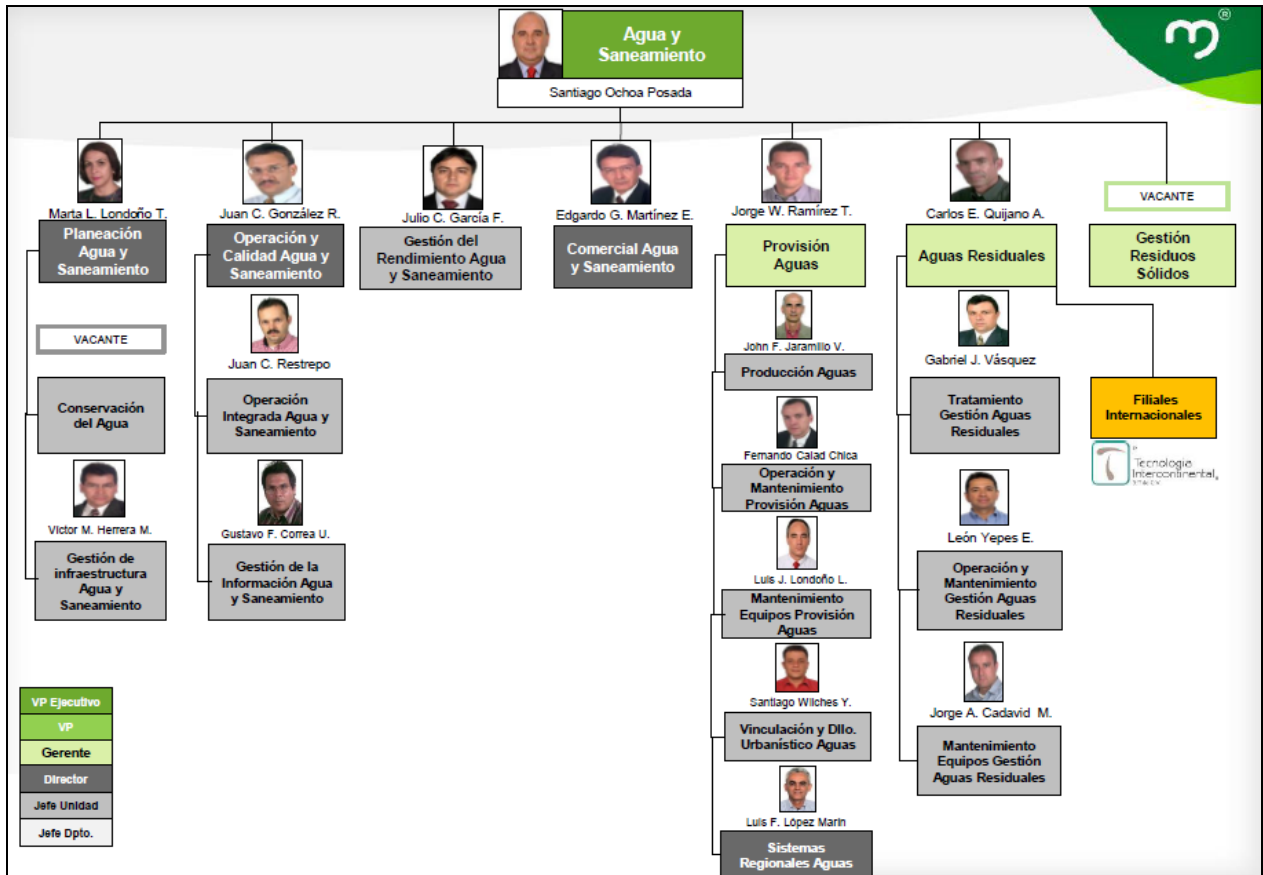 Agua y
Saneamiento
Santiago Ochoa Posada
Marta L. Londoño T.
Planeación
Agua y
Saneamiento
VACANTE
Conservación
del Agua
Víctor M. Herrera M.
Gestión de
infraestructura
Agua y
Saneamiento
Juan C. González R.
Operación y
Calidad Agua y
Saneamiento
Juan C. Restrepo
Operación
Integrada Agua y
Saneamiento
Gustavo F. Correa U.
Gestión de la
Información Agua
y Saneamiento
Julio C. García F.
Gestión del
Rendimiento Agua
y Saneamiento
Edgardo G. Martínez E.
Comercial Agua
y Saneamiento
Jorge W. Ramírez T.
Provisión
Aguas
John F. Jaramillo V.
Producción Aguas
Fernando Calad Chica
Operación y
Mantenimiento
Provisión Aguas
Luis J. Londoño L.
Mantenimiento
Equipos Provisión
Aguas
Santiago Wilches Y.
Vinculación y Dllo.
Urbanístico Aguas
Luis F. López Marín
Sistemas
Regionales Aguas
Carlos E. Quijano A.
Aguas Residuales
Gabriel J. Vásquez
Tratamiento
Gestión Aguas
Residuales
León Yepes E.
Operación y
Mantenimiento
Gestión Aguas
Residuales
Jorge A. Cadavid M.
Mantenimiento
Equipos Gestión
Aguas Residuales
VACANTE
Gestión
Residuos
Sólidos
Filiales
Internacionales
Tecnología
Intercontinental
VP Ejecutivo
VP
Gerente
Director
Jefe Unidad
Jefe Dpto.